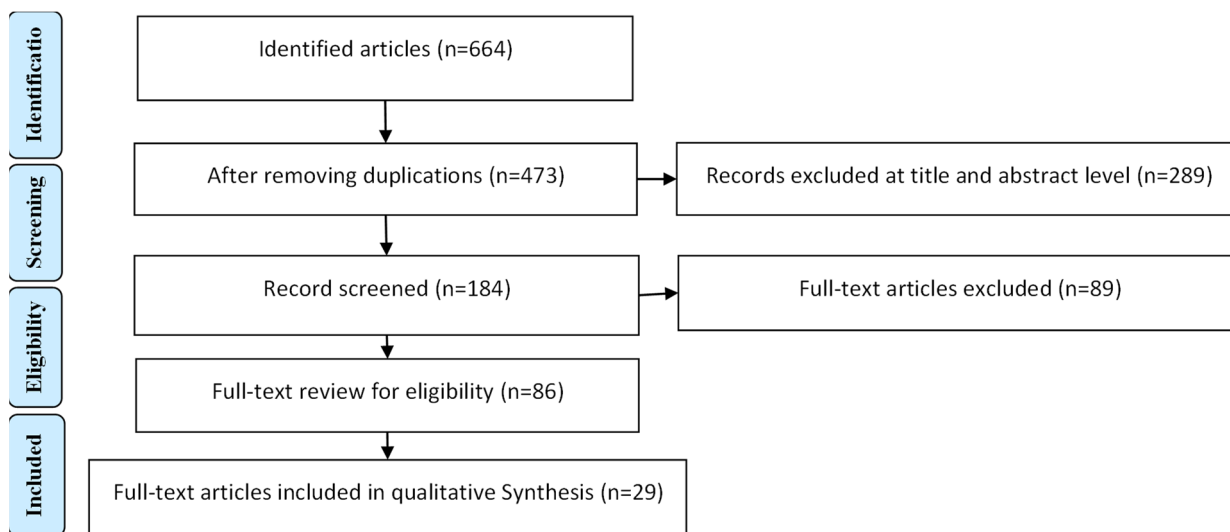 Identificatio
Identified articles (n=664)
After removing duplications (n=473)
Records excluded at title and abstract level (n=289)
Screening
Record screened (n=184)
Full-text articles excluded (n=89)
Eligibility
Full-text review for eligibility (n=86)
Included
Full-text articles included in qualitative Synthesis (n=29)